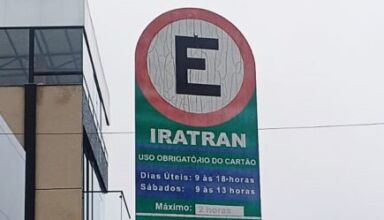 E
IRATRAN
USO OBRIGATÓRIO DO CARTÃO
Dias Úteis: 9 às 18 horas
Sábados: 9 às 13 horas
Máximo: 2 horas